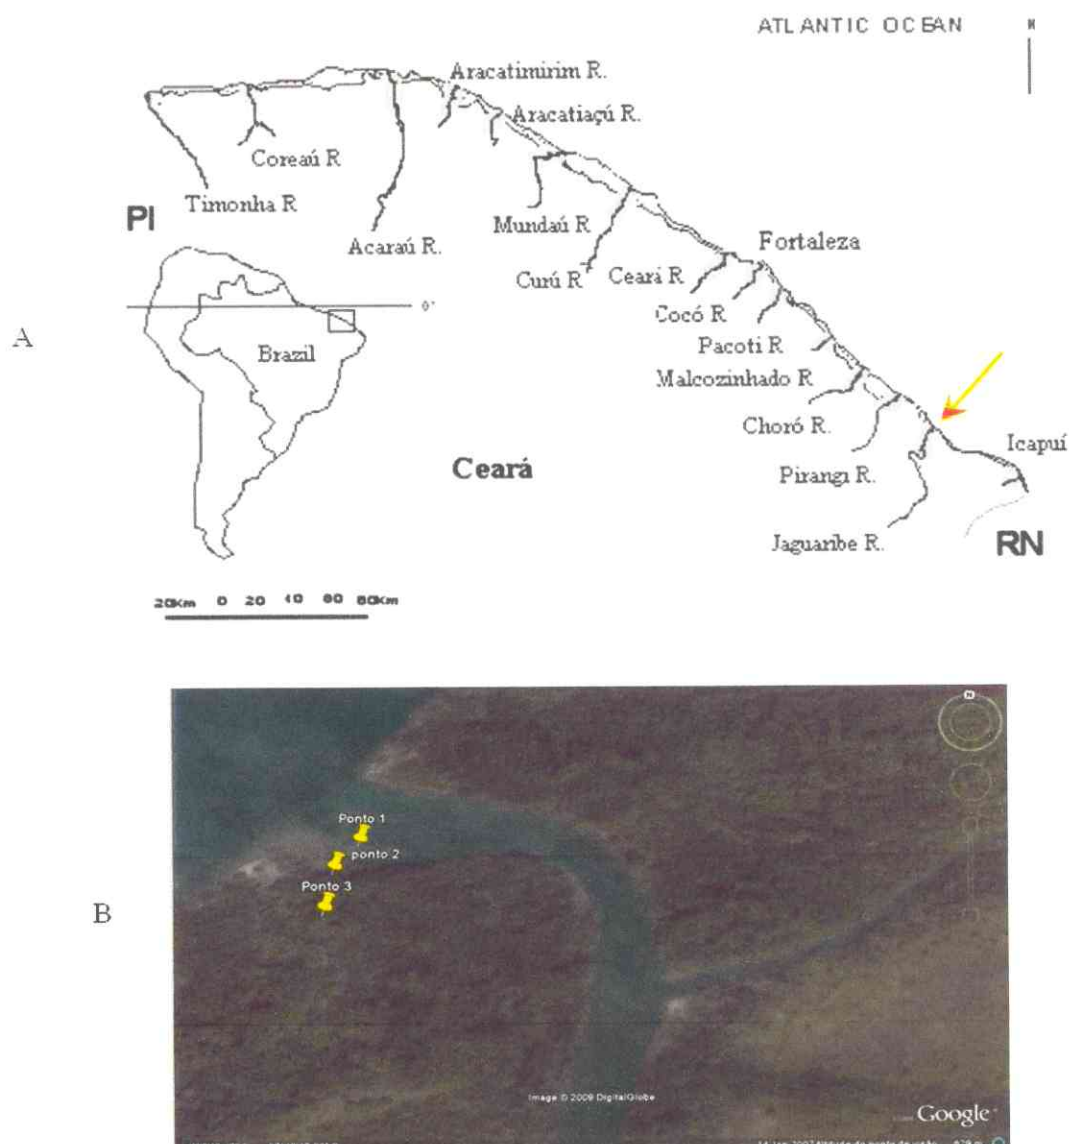 ATLANTIC OCEAN
N
Aracatimirim R.
Aracatiaçú R.
Coreaú R
Timonha R
PI
Acaraú R.
Mundaú R
Curú R
Ceará R
Fortaleza
Cocó R
Pacoti R
Malcozinhado R
Choró R.
Pirangi R.
Jaguaribe R.
Icapuí
RN
0°
Brazil
Ceará
A
20Km 0 20 40 60 80Km
B
N
Ponto 1
ponto 2
Ponto 3
Image © 2009 DigitalGlobe
Google